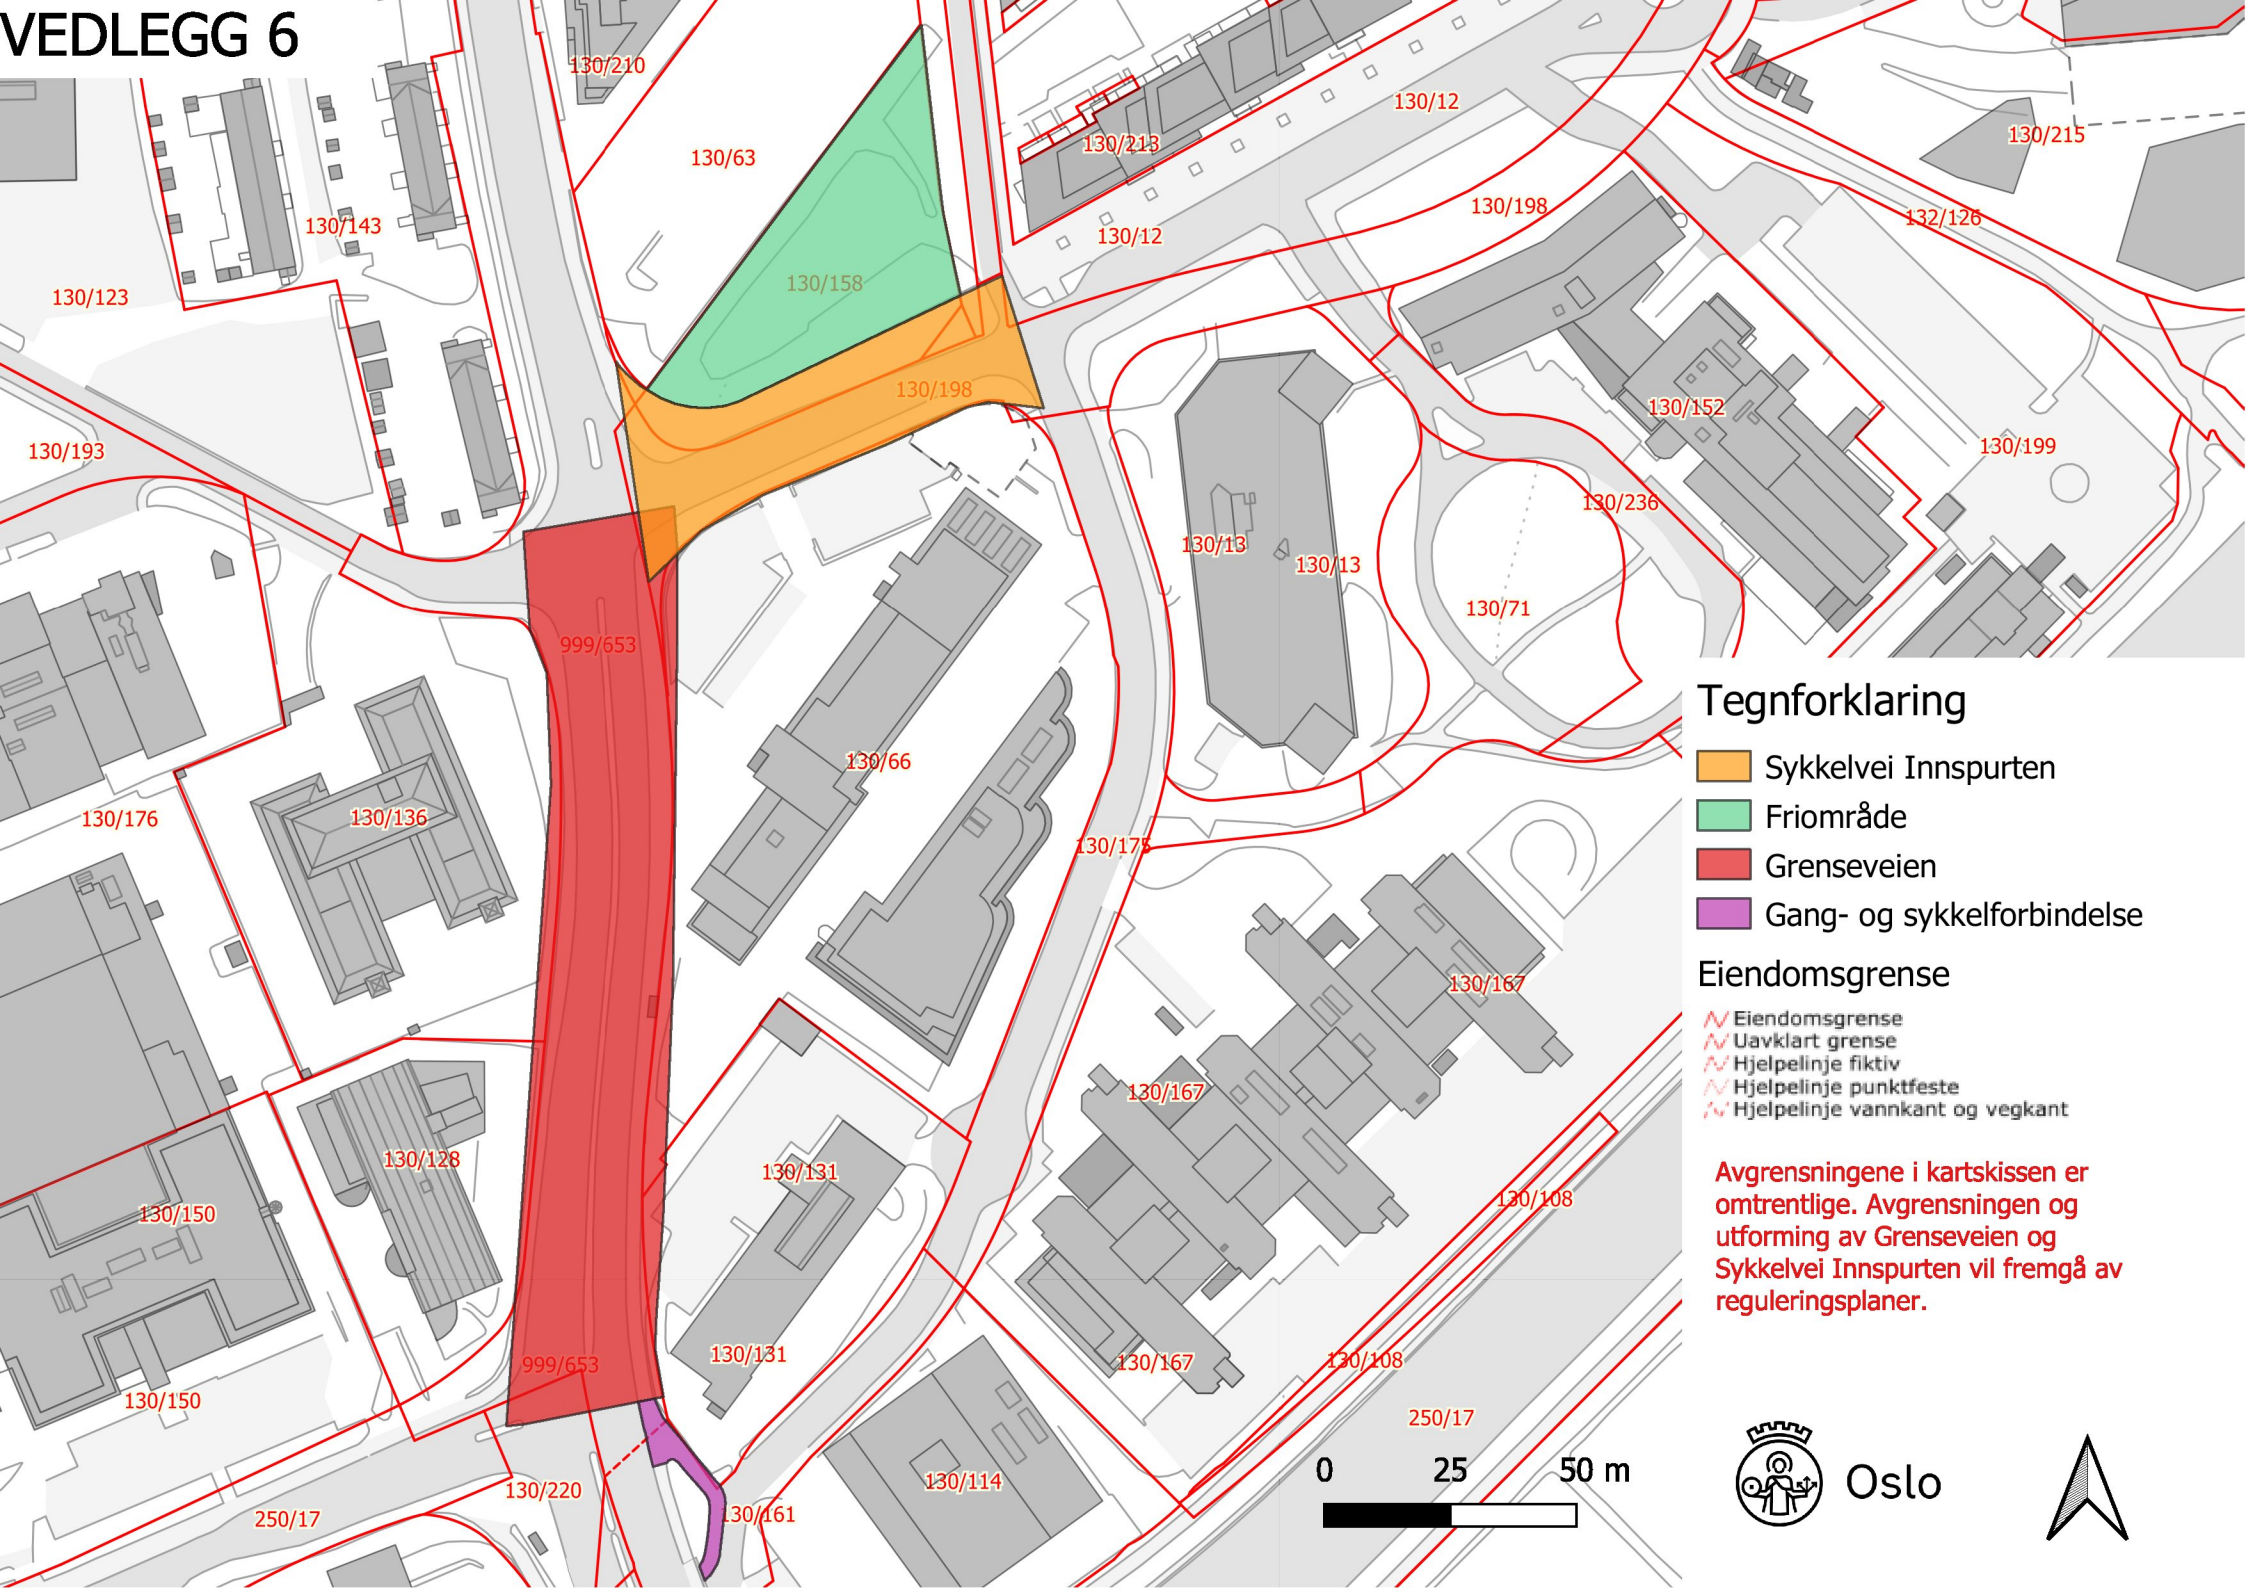 VEDLEGG 6
130/210
130/63
130/12
130/213
130/215
130/143
130/198
132/126
130/12
130/158
130/123
130/198
130/152
130/193
130/199
130/236
130/13
130/13
130/71
999/653
130/66
130/176
130/136
130/175
130/167
130/167
130/128
130/131
130/108
130/150
130/131
130/167
130/108
999/653
130/150
250/17
130/114
130/220
130/161
250/17
Tegnforklaring
Sykkelvei Innspurten
Friområde
Grenseveien
Gang- og sykkelforbindelse
Eiendomsgrense
Eiendomsgrense
Uavklart grense
Hjelpelinje fiktiv
Hjelpelinje punktfeste
Hjelpelinje vannkant og vegkant
Avgrensningene i kartskissen er
omtrentlige. Avgrensningen og
utforming av Grenseveien og
Sykkelvei Innspurten vil fremgå av
reguleringsplaner.
0 25 50 m
Oslo